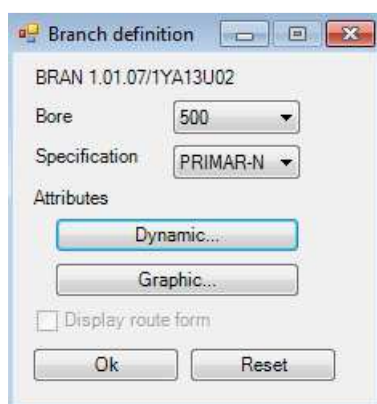 Branch definition
BRAN 1.01.07/1YA13U02
Bore 500
Specification PRIMAR-N
Attributes
Dynamic...
Graphic...
Display route form
Ok Reset